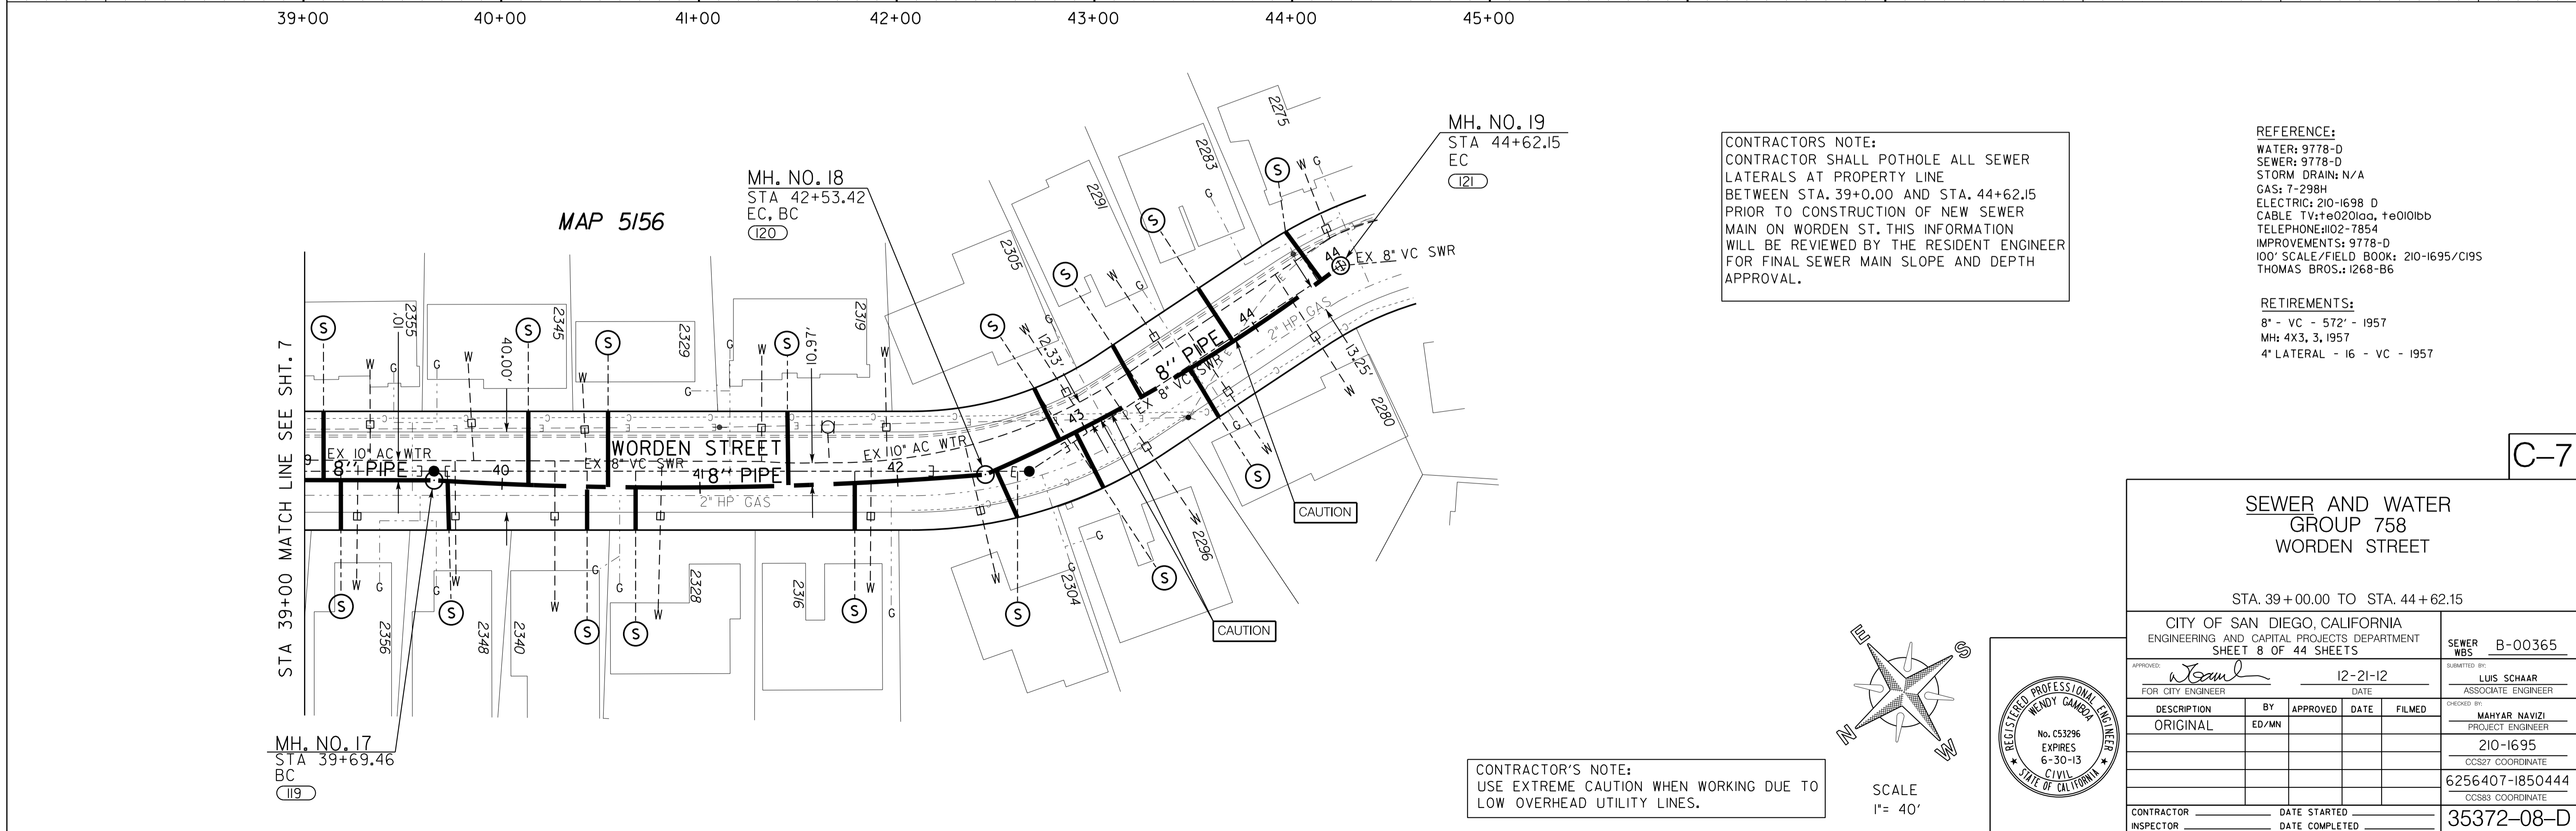 39+00 40+00 41+00 42+00 43+00 44+00 45+00
MH. NO. 19
STA 44+62.15
EC
121
MH. NO. 18
STA 42+53.42
EC, BC
120
MAP 5156
CONTRACTORS NOTE:
CONTRACTOR SHALL POTHOLE ALL SEWER
LATERALS AT PROPERTY LINE
BETWEEN STA. 39+0.00 AND STA. 44+62.15
PRIOR TO CONSTRUCTION OF NEW SEWER
MAIN ON WORDEN ST. THIS INFORMATION
WILL BE REVIEWED BY THE RESIDENT ENGINEER
FOR FINAL SEWER MAIN SLOPE AND DEPTH
APPROVAL.
REFERENCE:
WATER: 9778-D
SEWER: 9778-D
STORM DRAIN: N/A
GAS: 7-298H
ELECTRIC: 210-1698 D
CABLE TV:te0201aa, te0101bb
TELEPHONE:1102-7854
IMPROVEMENTS: 9778-D
100' SCALE/FIELD BOOK: 210-1695/C19S
THOMAS BROS.: 1268-B6
RETIREMENTS:
8" - VC - 572' - 1957
MH: 4X3, 3, 1957
4" LATERAL - 16 - VC - 1957
2275
2283
2291
2305
2319
2329
2345
2355
10'
40.00'
10.97'
12.33'
13.25'
EX 8" VC SWR
2" HP GAS
8" PIPE
EX 8" VC SWR
44
44
43
STA 39+00 MATCH LINE SEE SHT. 7
EX 10" AC WTR
8" PIPE
40
WORDEN STREET
EX 8" VC SWR
41
8" PIPE
2" HP GAS
EX 10" AC WTR
42
2356
2348
2340
2328
2316
2304
2296
2280
CAUTION
CAUTION
MH. NO. 17
STA 39+69.46
BC
119
CONTRACTOR'S NOTE:
USE EXTREME CAUTION WHEN WORKING DUE TO
LOW OVERHEAD UTILITY LINES.
E
S
N
W
SCALE
1"= 40'
REGISTERED PROFESSIONAL ENGINEER
WENDY GAMBOA
No. C53296
EXPIRES
6-30-13
CIVIL
STATE OF CALIFORNIA
C-7
SEWER AND WATER
GROUP 758
WORDEN STREET
STA. 39+00.00 TO STA. 44+62.15
CITY OF SAN DIEGO, CALIFORNIA
ENGINEERING AND CAPITAL PROJECTS DEPARTMENT
SHEET 8 OF 44 SHEETS
SEWER WBS B-00365
APPROVED:
12-21-12
FOR CITY ENGINEER DATE
SUBMITTED BY:
LUIS SCHAAR
ASSOCIATE ENGINEER
DESCRIPTION BY APPROVED DATE FILMED
ORIGINAL ED/MN
CHECKED BY:
MAHYAR NAVIZI
PROJECT ENGINEER
210-1695
CCS27 COORDINATE
6256407-1850444
CCS83 COORDINATE
CONTRACTOR DATE STARTED
INSPECTOR DATE COMPLETED
35372-08-D